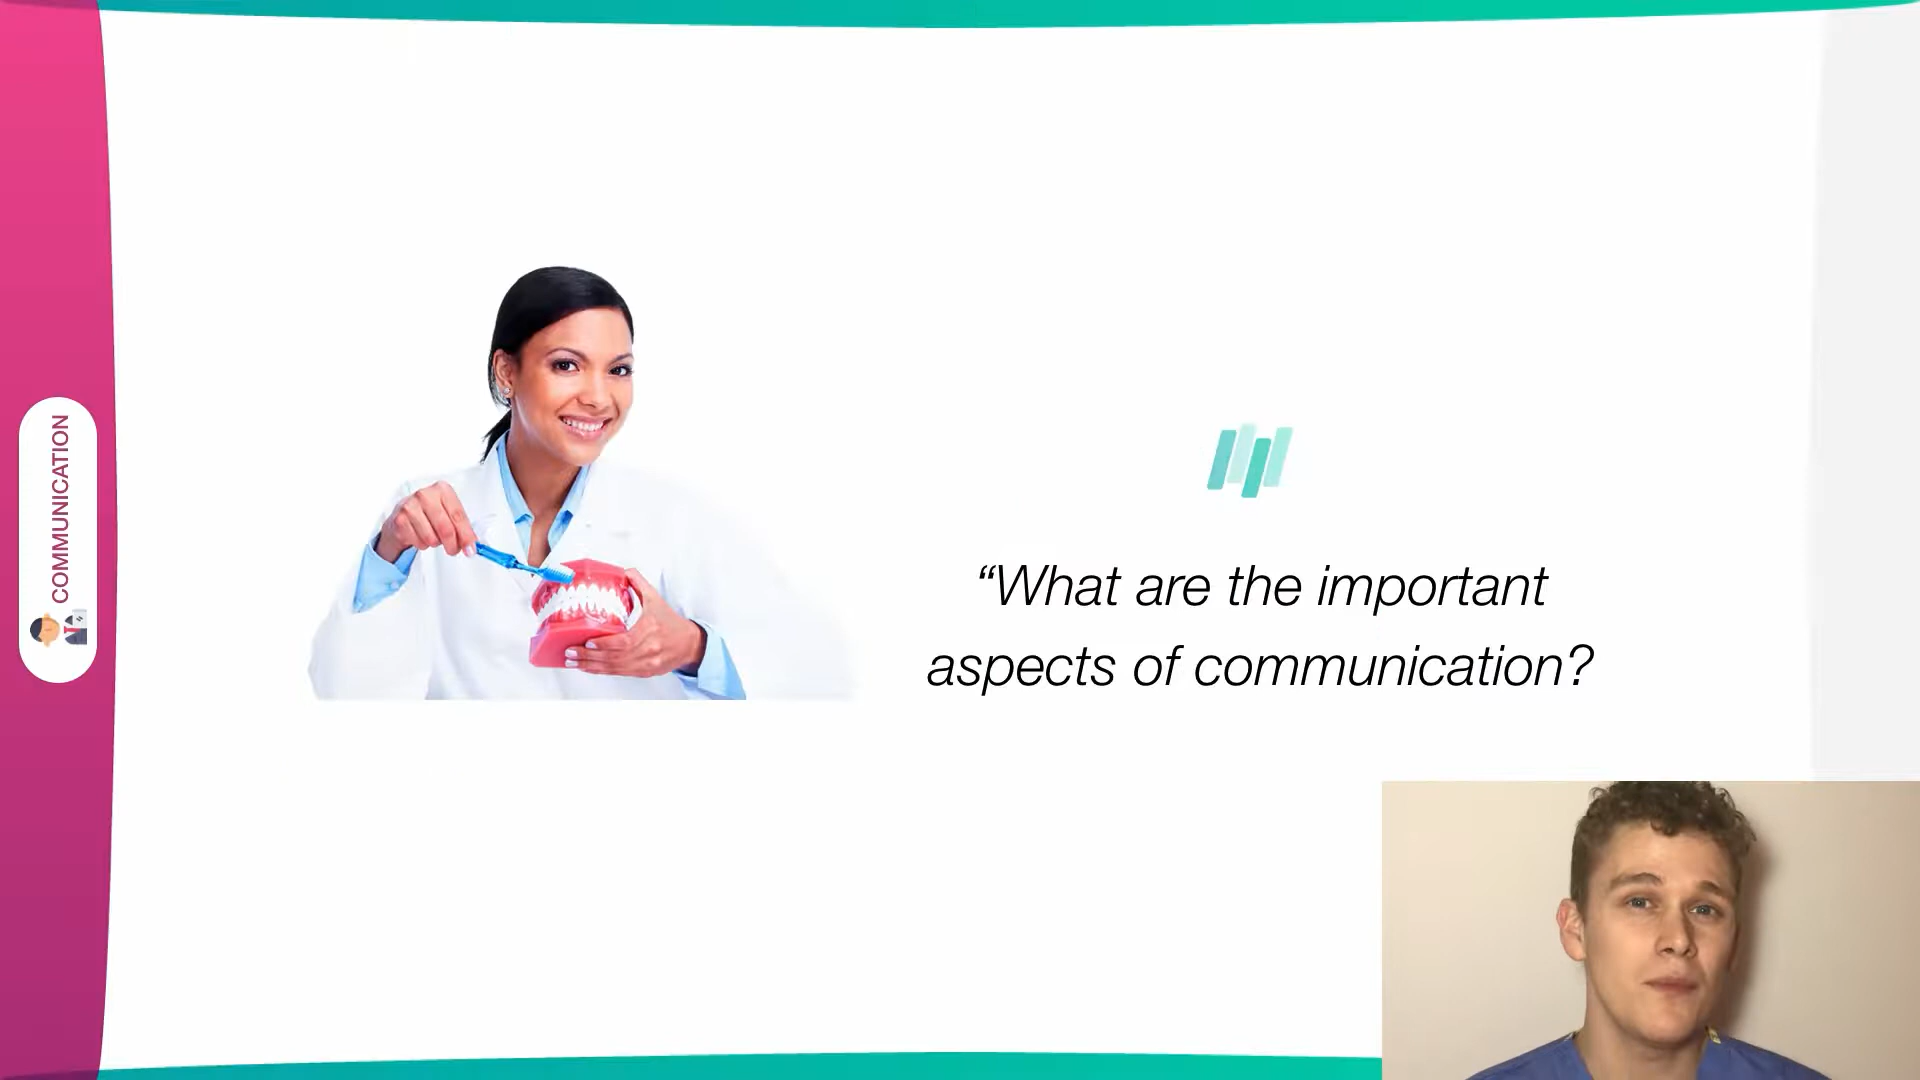 COMMUNICATION
“What are the important
aspects of communication?